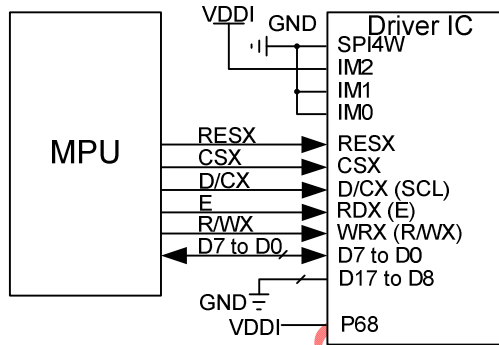 VDDI
GND
Driver IC
SPI4W
IM2
IM1
IM0
MPU
RESX
RESX
CSX
CSX
D/CX
D/CX (SCL)
E
RDX (E)
R/WX
WRX (R/WX)
D7 to D0
D7 to D0
D17 to D8
GND
VDDI
P68